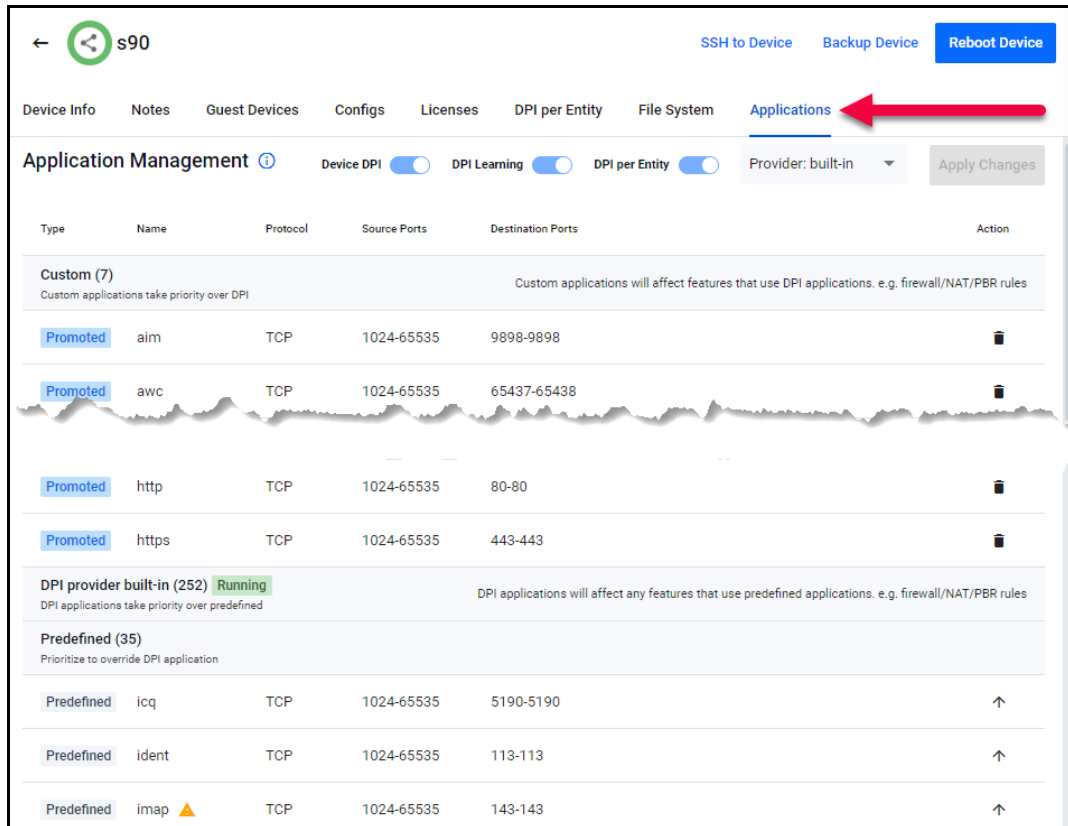 s90
SSH to Device Backup Device Reboot Device
Device Info Notes Guest Devices Configs Licenses DPI per Entity File System Applications
Application Management Device DPI DPI Learning DPI per Entity Provider: built-in Apply Changes
Type Name Protocol Source Ports Destination Ports Action
Custom (7)
Custom applications take priority over DPI
Custom applications will affect features that use DPI applications. e.g. firewall/NAT/PBR rules
Promoted aim TCP 1024-65535 9898-9898
Promoted awc TCP 1024-65535 65437-65438
Promoted http TCP 1024-65535 80-80
Promoted https TCP 1024-65535 443-443
DPI provider built-in (252) Running
DPI applications take priority over predefined
DPI applications will affect any features that use predefined applications. e.g. firewall/NAT/PBR rules
Predefined (35)
Prioritize to override DPI application
Predefined icq TCP 1024-65535 5190-5190
Predefined ident TCP 1024-65535 113-113
Predefined imap TCP 1024-65535 143-143